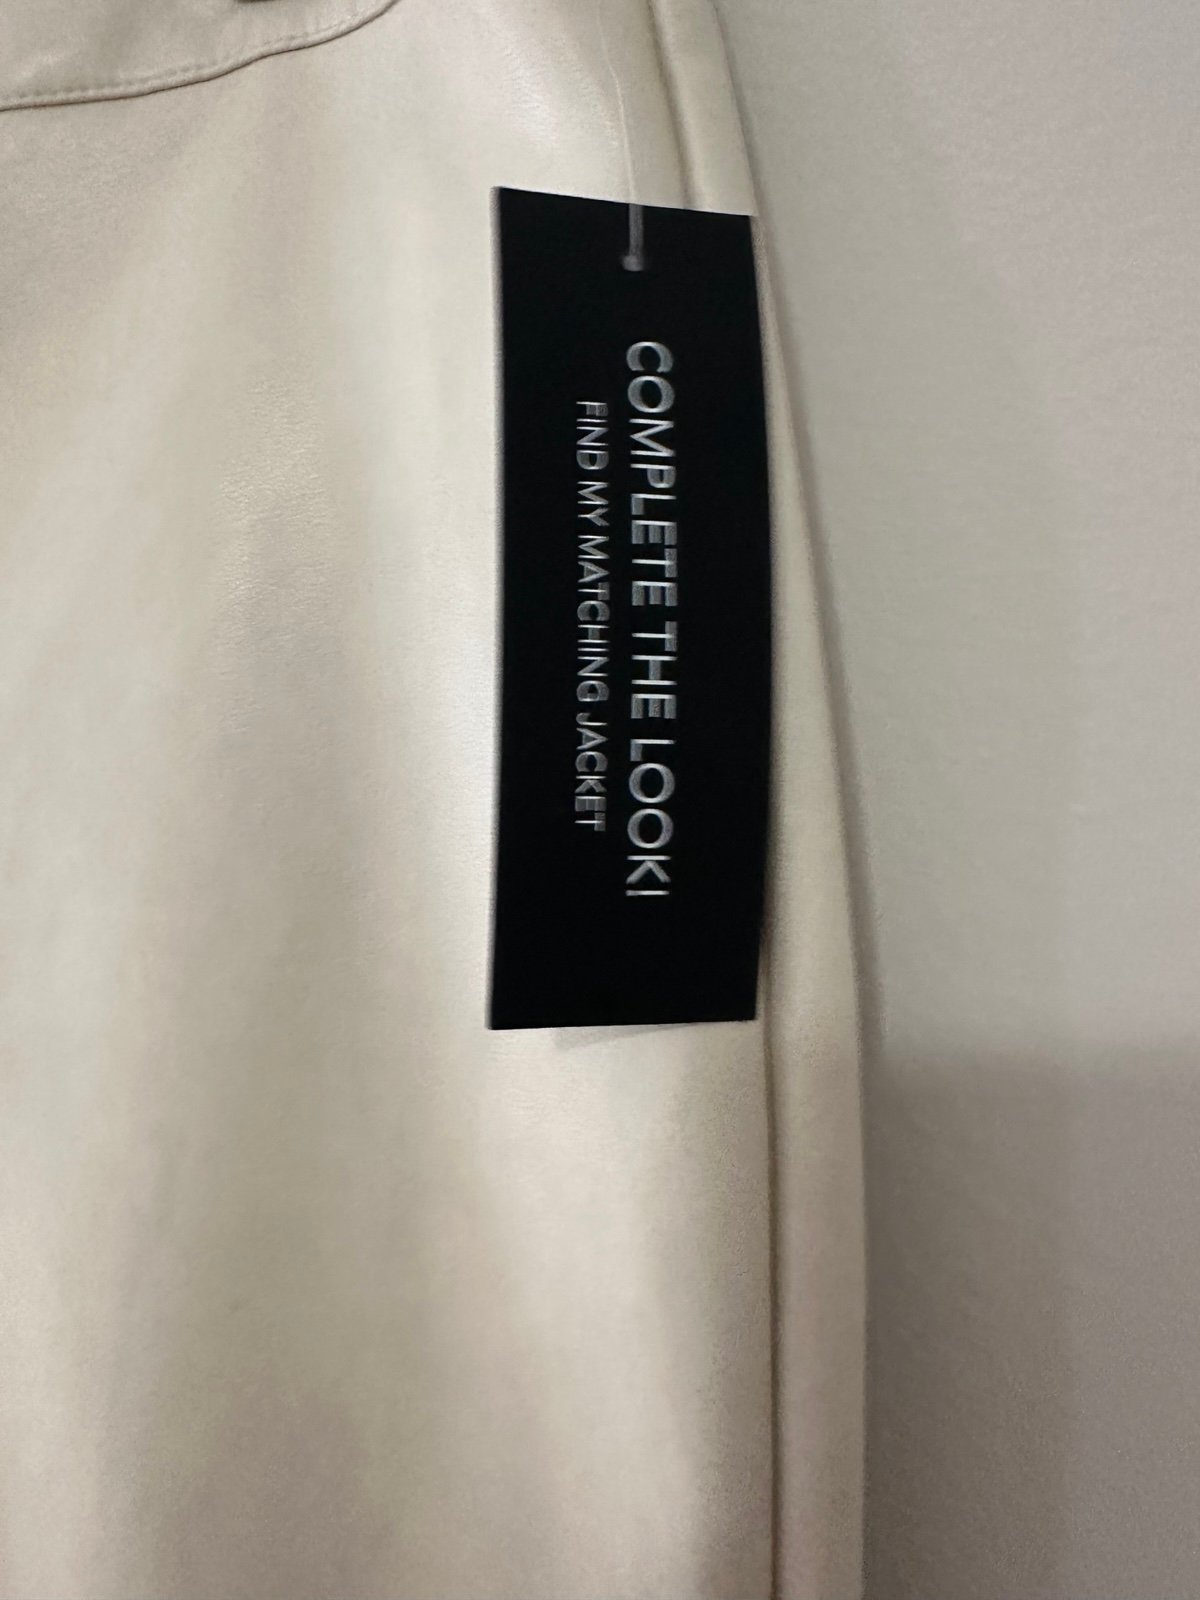 COMPLETE THE LOOK!
FIND MY MATCHING JACKET